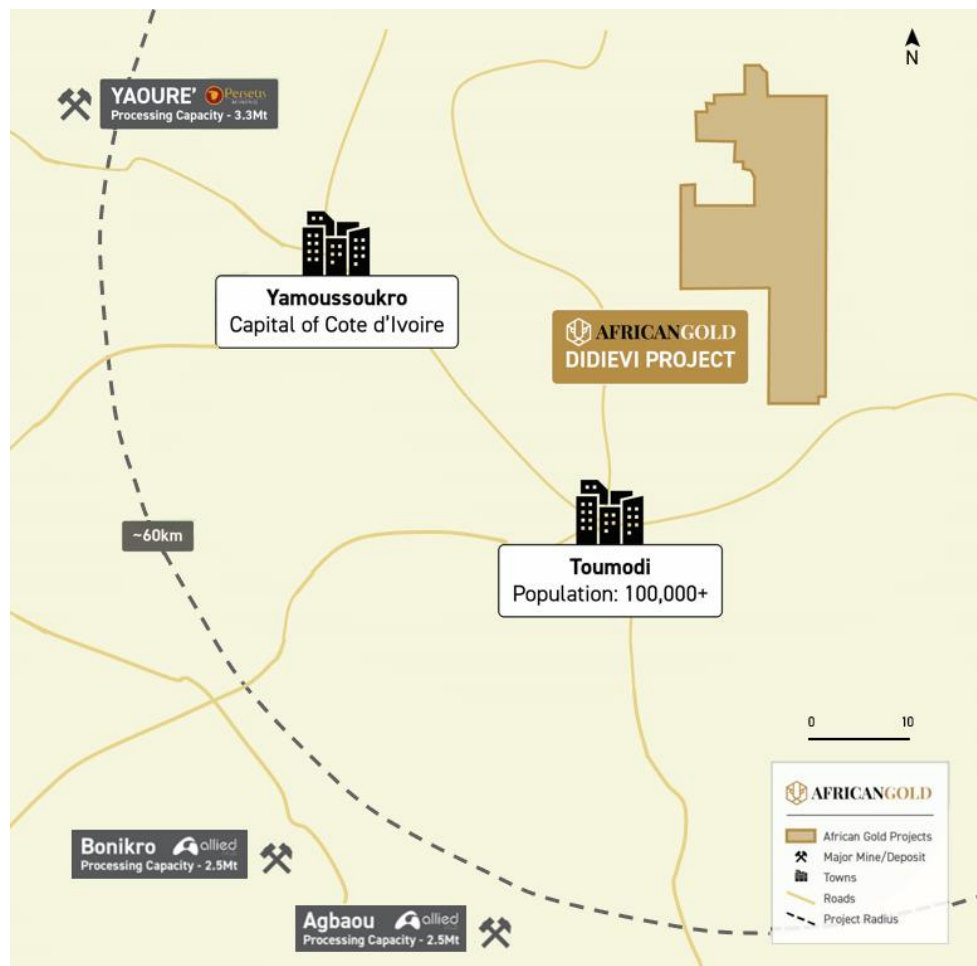 N
YAOURE' Perseus
MINING
Processing Capacity - 3.3Mt
Yamoussoukro
Capital of Cote d'Ivoire
AFRICANGOLD
DIDIEVI PROJECT
Toumodi
Population: 100,000+
~60km
0 10
Bonikro allied
Processing Capacity - 2.5Mt
Agbaou allied
Processing Capacity - 2.5Mt
AFRICANGOLD
African Gold Projects
Major Mine/Deposit
Towns
Roads
Project Radius